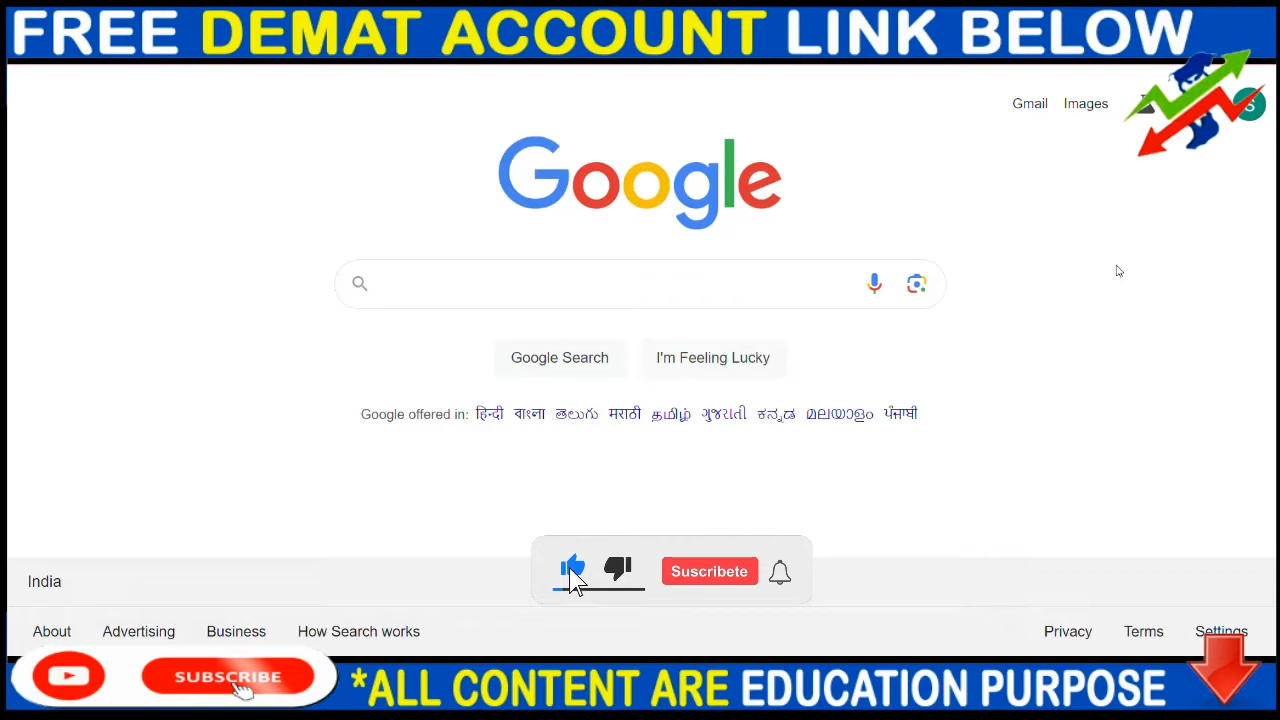 FREE DEMAT ACCOUNT LINK BELOW
Gmail Images S
Google
Google Search I'm Feeling Lucky
Google offered in: हिन्दी বাংলা తెలుగు मराठी தமிழ் ગુજરાતી ಕನ್ನಡ മലയാളം ਪੰਜਾਬੀ
Suscribete
India
About Advertising Business How Search works Privacy Terms Settings
SUBSCRIBE
*ALL CONTENT ARE EDUCATION PURPOSE